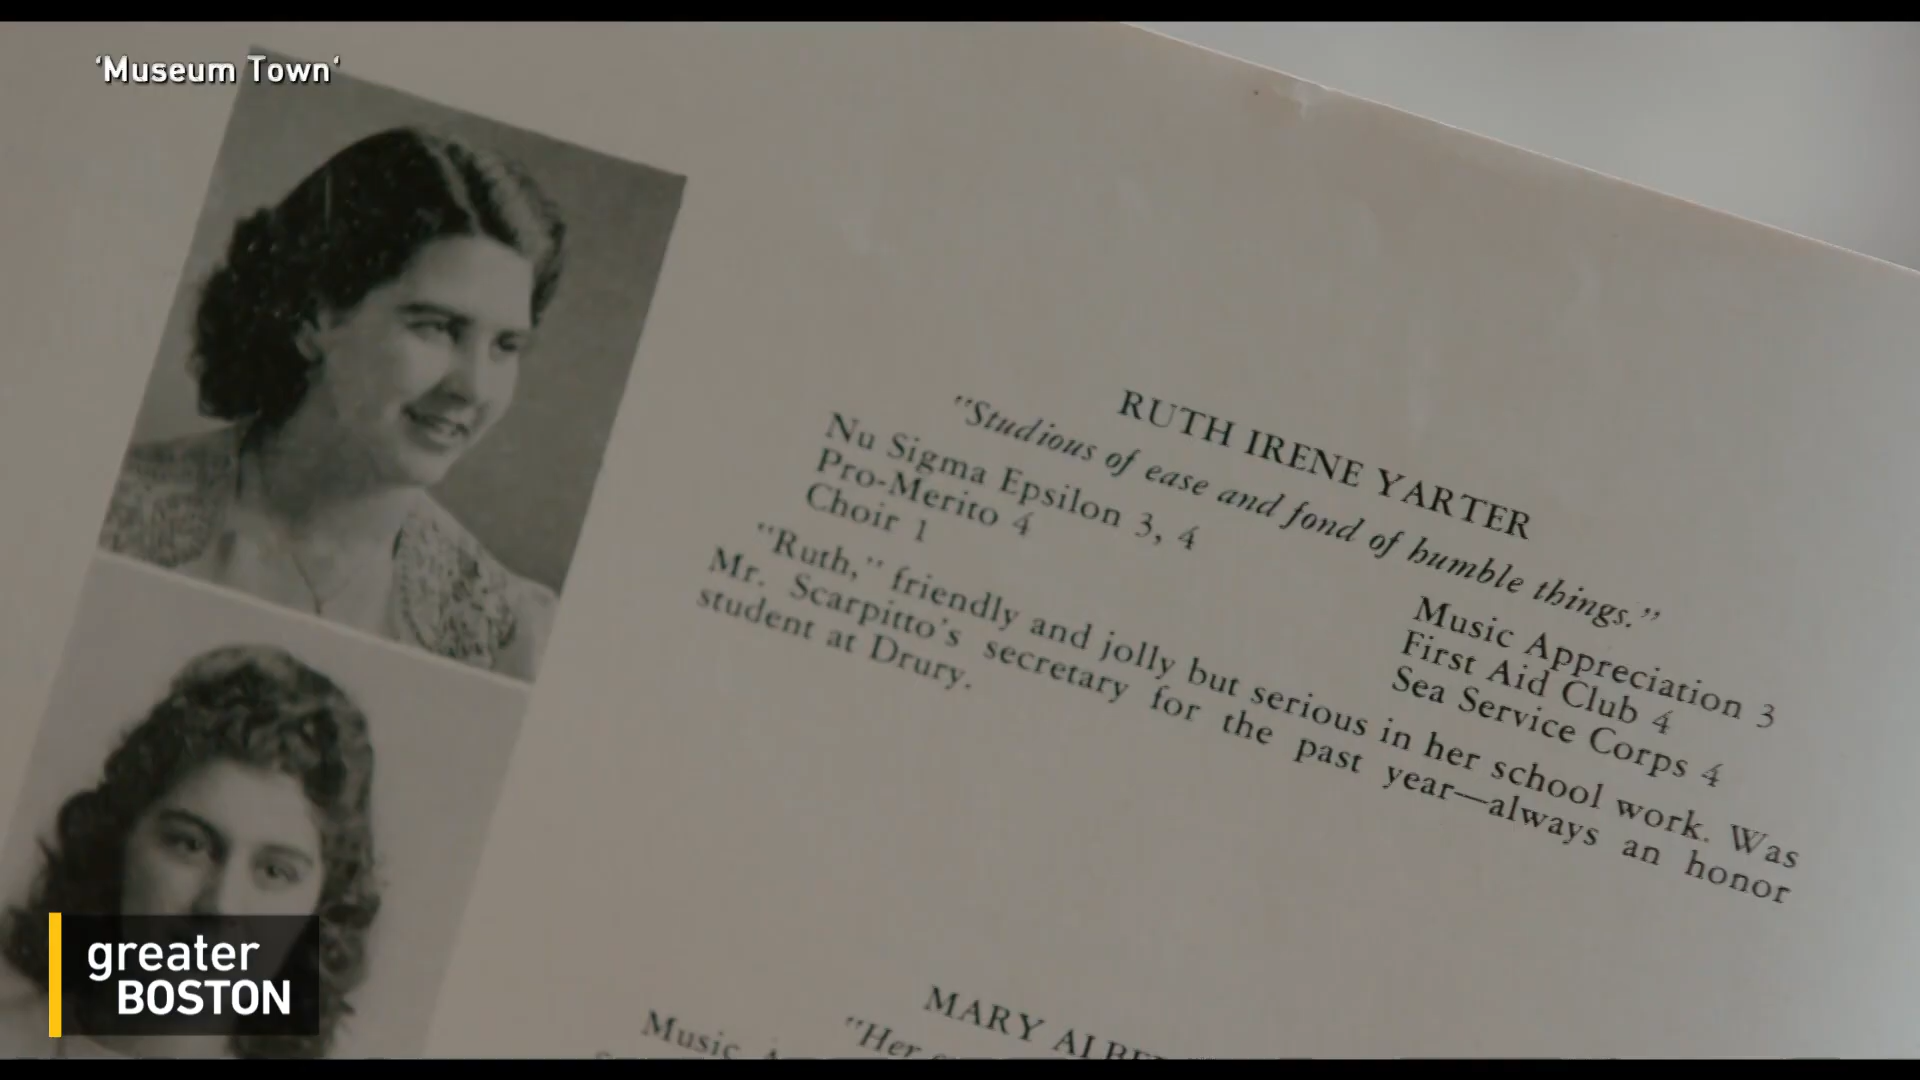 'Museum Town'
RUTH IRENE YARTER
"Studious of ease and fond of humble things."
Nu Sigma Epsilon 3, 4
Pro-Merito 4
Choir 1
Music Appreciation 3
First Aid Club 4
Sea Service Corps 4
"Ruth," friendly and jolly but serious in her school work. Was
Mr. Scarpitto's secretary for the past year—always an honor
student at Drury.
MARY
"Her
Music
greater
BOSTON